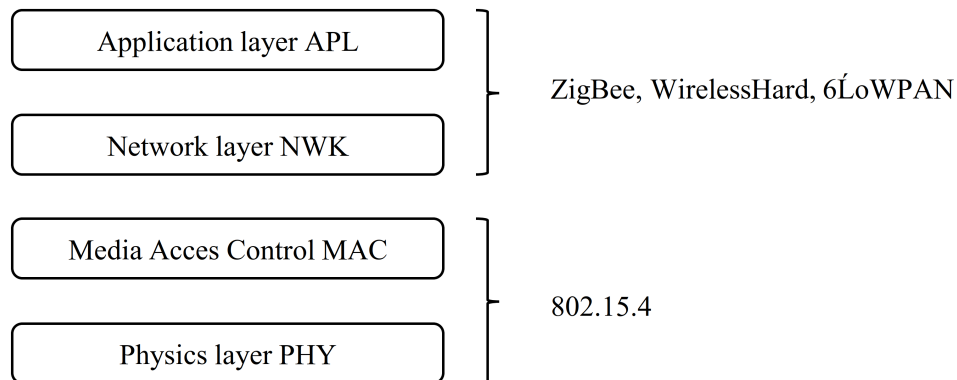 Application layer APL
ZigBee, WirelessHard, 6ĹoWPAN
Network layer NWK
Media Acces Control MAC
802.15.4
Physics layer PHY